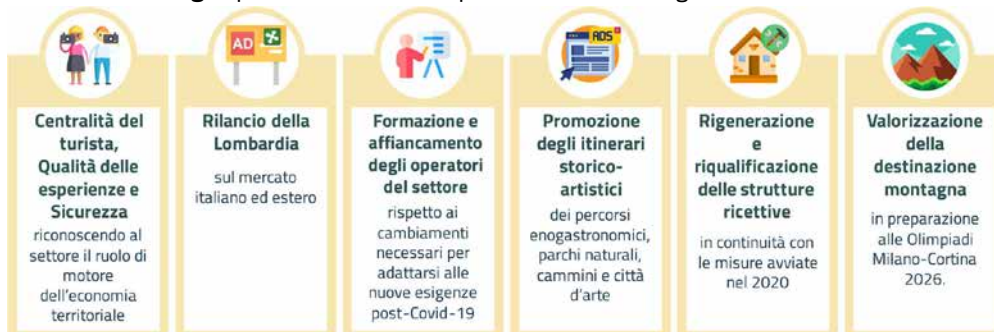 AD
ADS
Centralità del
turista,
Qualità delle
esperienze e
Sicurezza
riconoscendo al
settore il ruolo di
motore
dell'economia
territoriale
Rilancio della
Lombardia
sul mercato
italiano ed estero
Formazione e
affiancamento
degli operatori
del settore
rispetto ai
cambiamenti
necessari per
adattarsi alle
nuove esigenze
post-Covid-19
Promozione
degli itinerari
storico-
artistici
dei percorsi
enogastronomici,
parchi naturali,
cammini e città
d'arte
Rigenerazione
e
riqualificazione
delle strutture
ricettive
in continuità con
le misure avviate
nel 2020
Valorizzazione
della
destinazione
montagna
in preparazione
alle Olimpiadi
Milano-Cortina
2026.